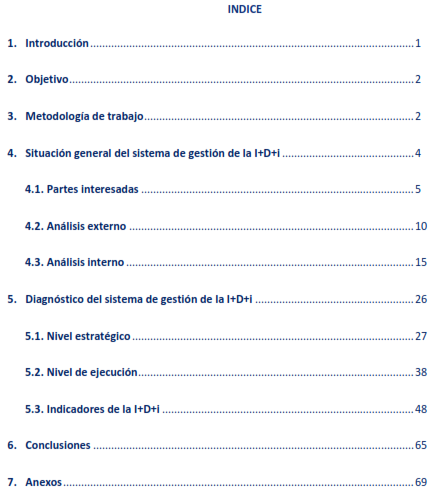 INDICE
1. Introducción 1
2. Objetivo 2
3. Metodología de trabajo 2
4. Situación general del sistema de gestión de la I+D+i 4
4.1. Partes interesadas 5
4.2. Análisis externo 10
4.3. Análisis interno 15
5. Diagnóstico del sistema de gestión de la I+D+i 26
5.1. Nivel estratégico 27
5.2. Nivel de ejecución 38
5.3. Indicadores de la I+D+i 48
6. Conclusiones 65
7. Anexos 69